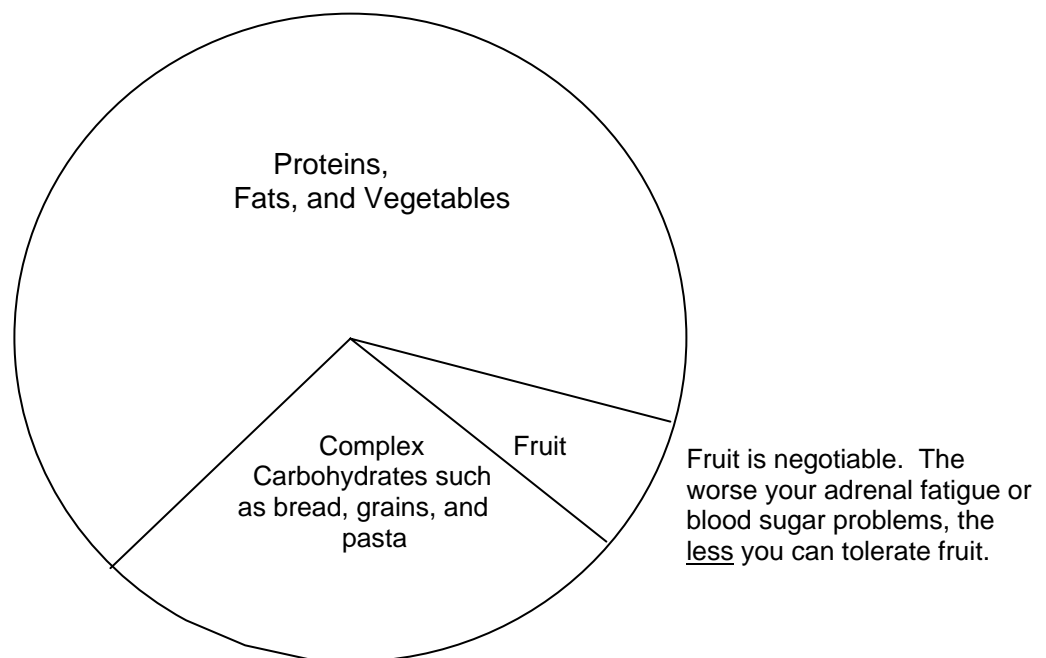 Proteins,
Fats, and Vegetables
Complex
Carbohydrates such
as bread, grains, and
pasta
Fruit
Fruit is negotiable.  The
worse your adrenal fatigue or
blood sugar problems, the
less you can tolerate fruit.